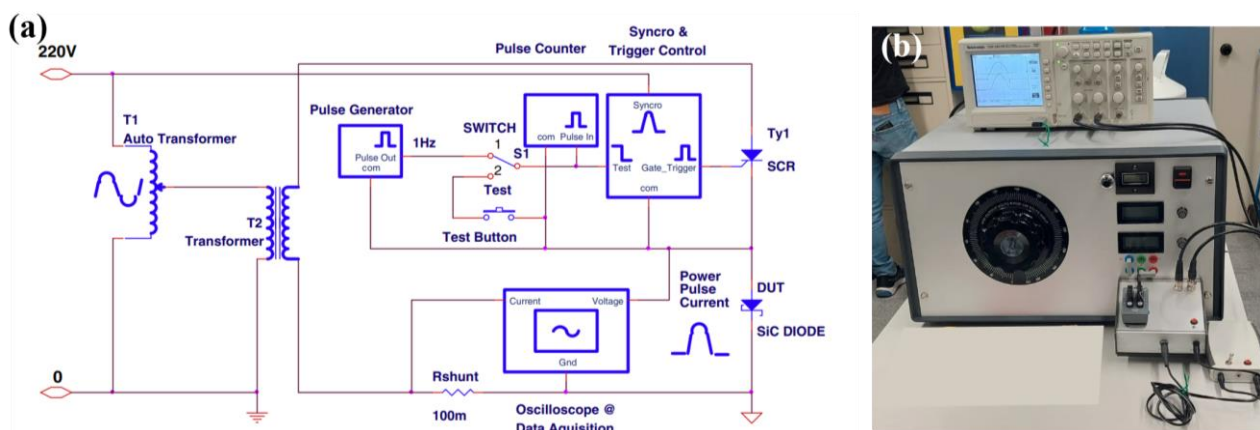 (a)
220V
T1
Auto Transformer
T2
Transformer
0
Pulse Generator
Pulse Out
com
1Hz
SWITCH
1
S1
2
Test
Test Button
Pulse Counter
com
Pulse In
Syncro &
Trigger Control
Syncro
Test
Gate_Trigger
com
Ty1
SCR
Current
Voltage
Gnd
Power
Pulse
Current
DUT
SiC DIODE
Rshunt
100m
Oscilloscope @
Data Aquisition
(b)
Tektronix